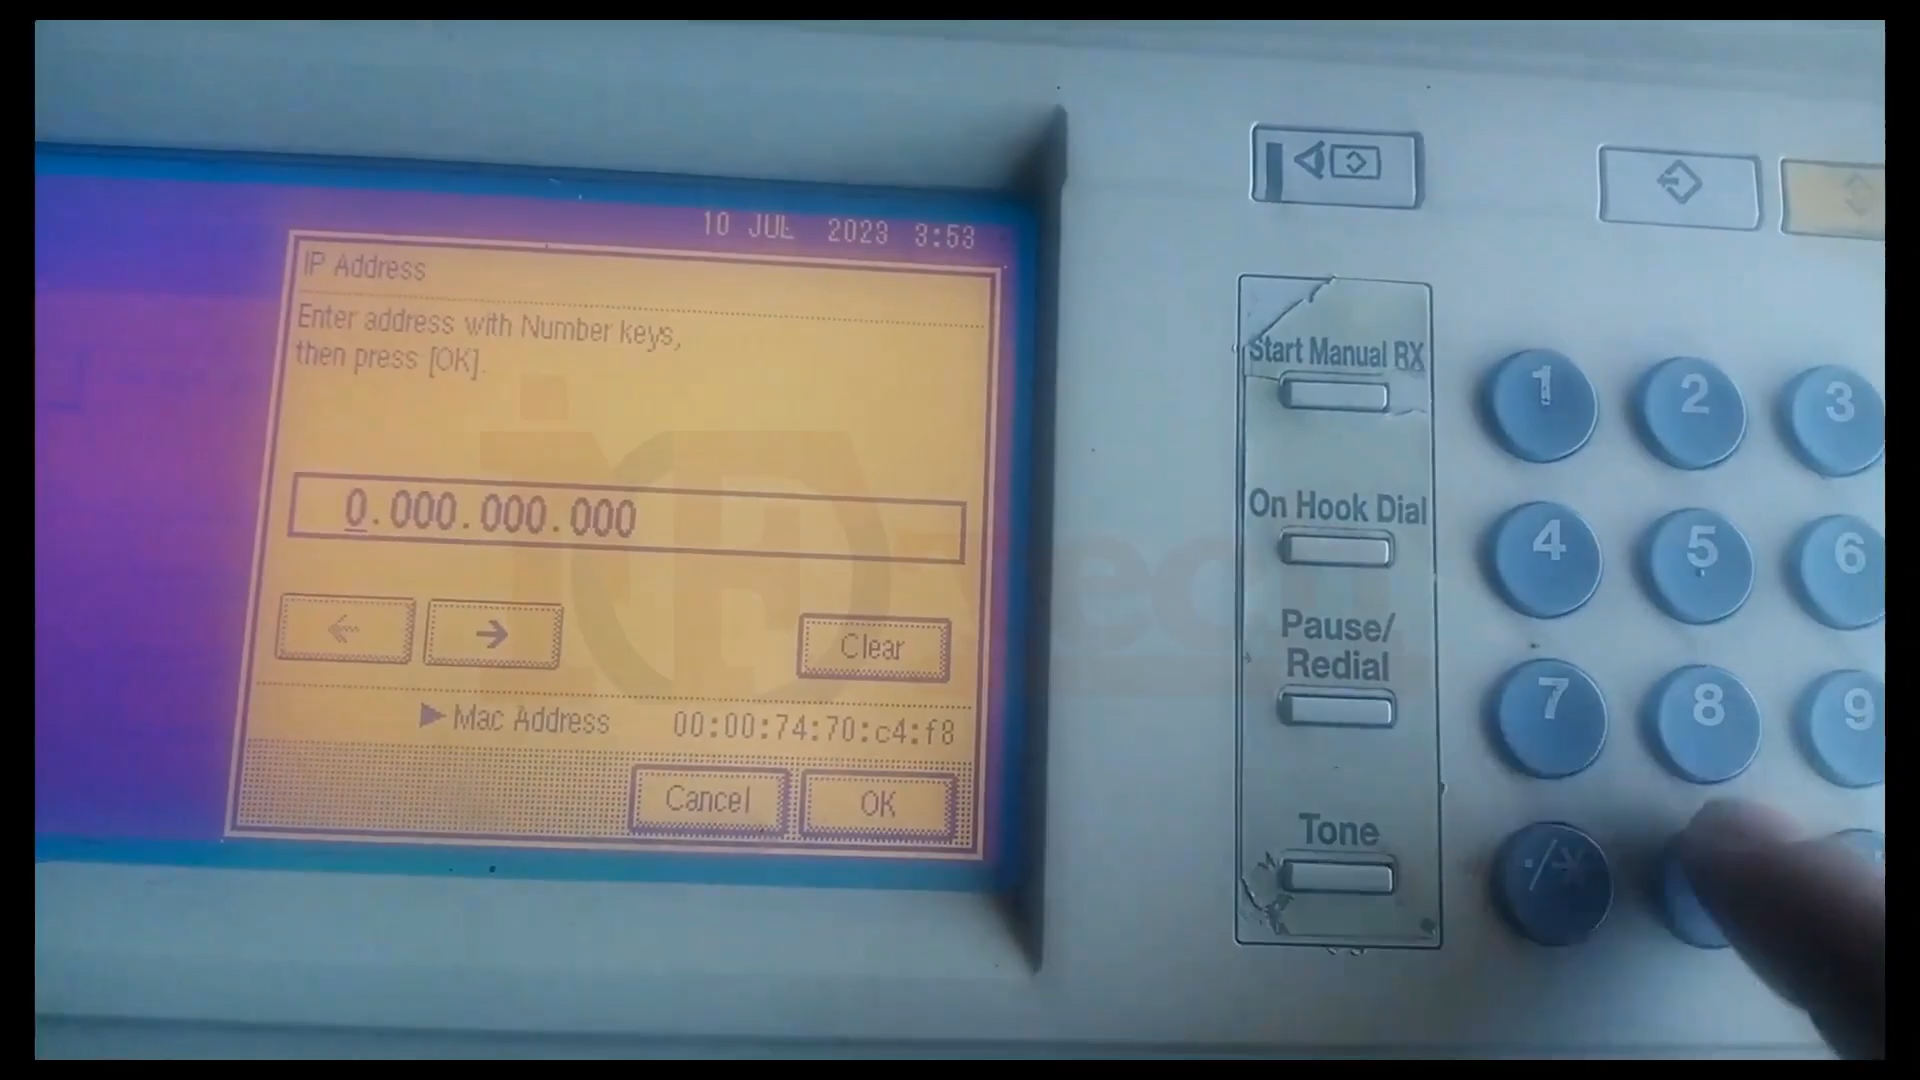 10 JUL 2023 3:53
IP Address
Enter address with Number keys,
then press [OK].
0.000.000.000
← →
Clear
▶Mac Address 00:00:74:70:c4:f8
Cancel
OK
Start Manual RX
On Hook Dial
Pause/
Redial
Tone
1 2 3
4 5 6
7 8 9
./*